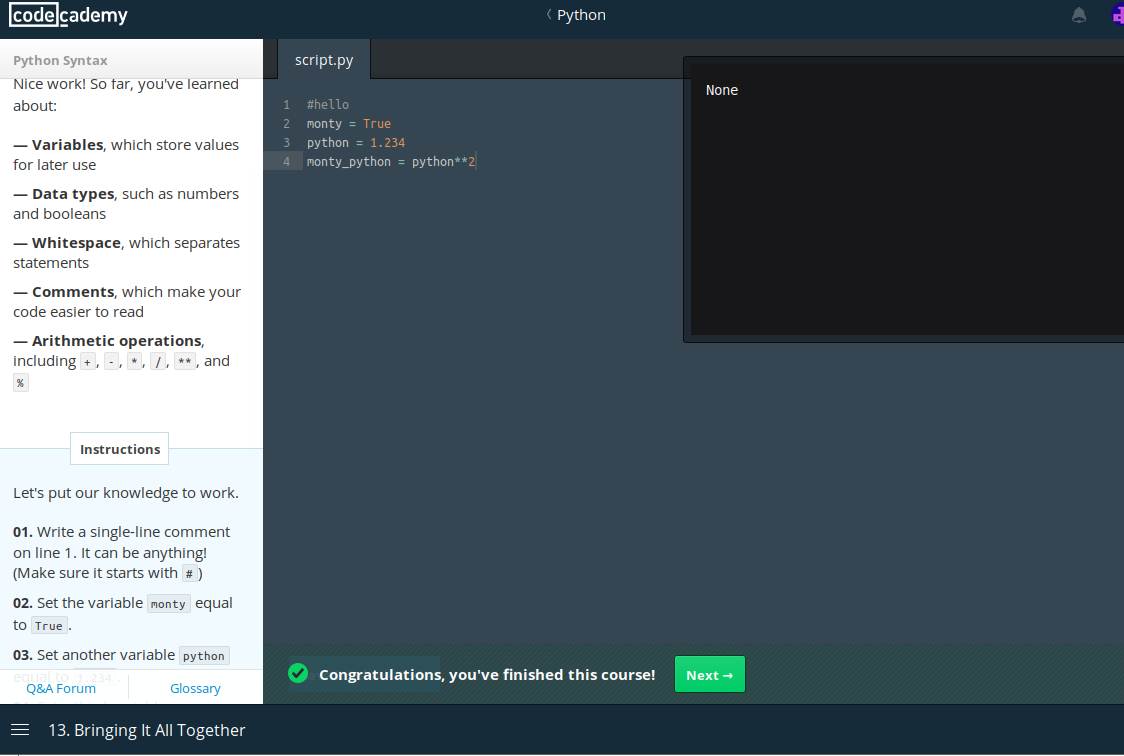 codecademy
〈 Python
Python Syntax
Nice work! So far, you've learned
about:
— Variables, which store values
for later use
— Data types, such as numbers
and booleans
— Whitespace, which separates
statements
— Comments, which make your
code easier to read
— Arithmetic operations,
including + , - , * , / , ** , and
%
Instructions
Let's put our knowledge to work.
01. Write a single-line comment
on line 1. It can be anything!
(Make sure it starts with # )
02. Set the variable monty equal
to True .
03. Set another variable python
equal to 1.234 .
Q&A Forum
Glossary
script.py
1 #hello
2 monty = True
3 python = 1.234
4 monty_python = python**2
None
Congratulations, you've finished this course!
Next →
13. Bringing It All Together